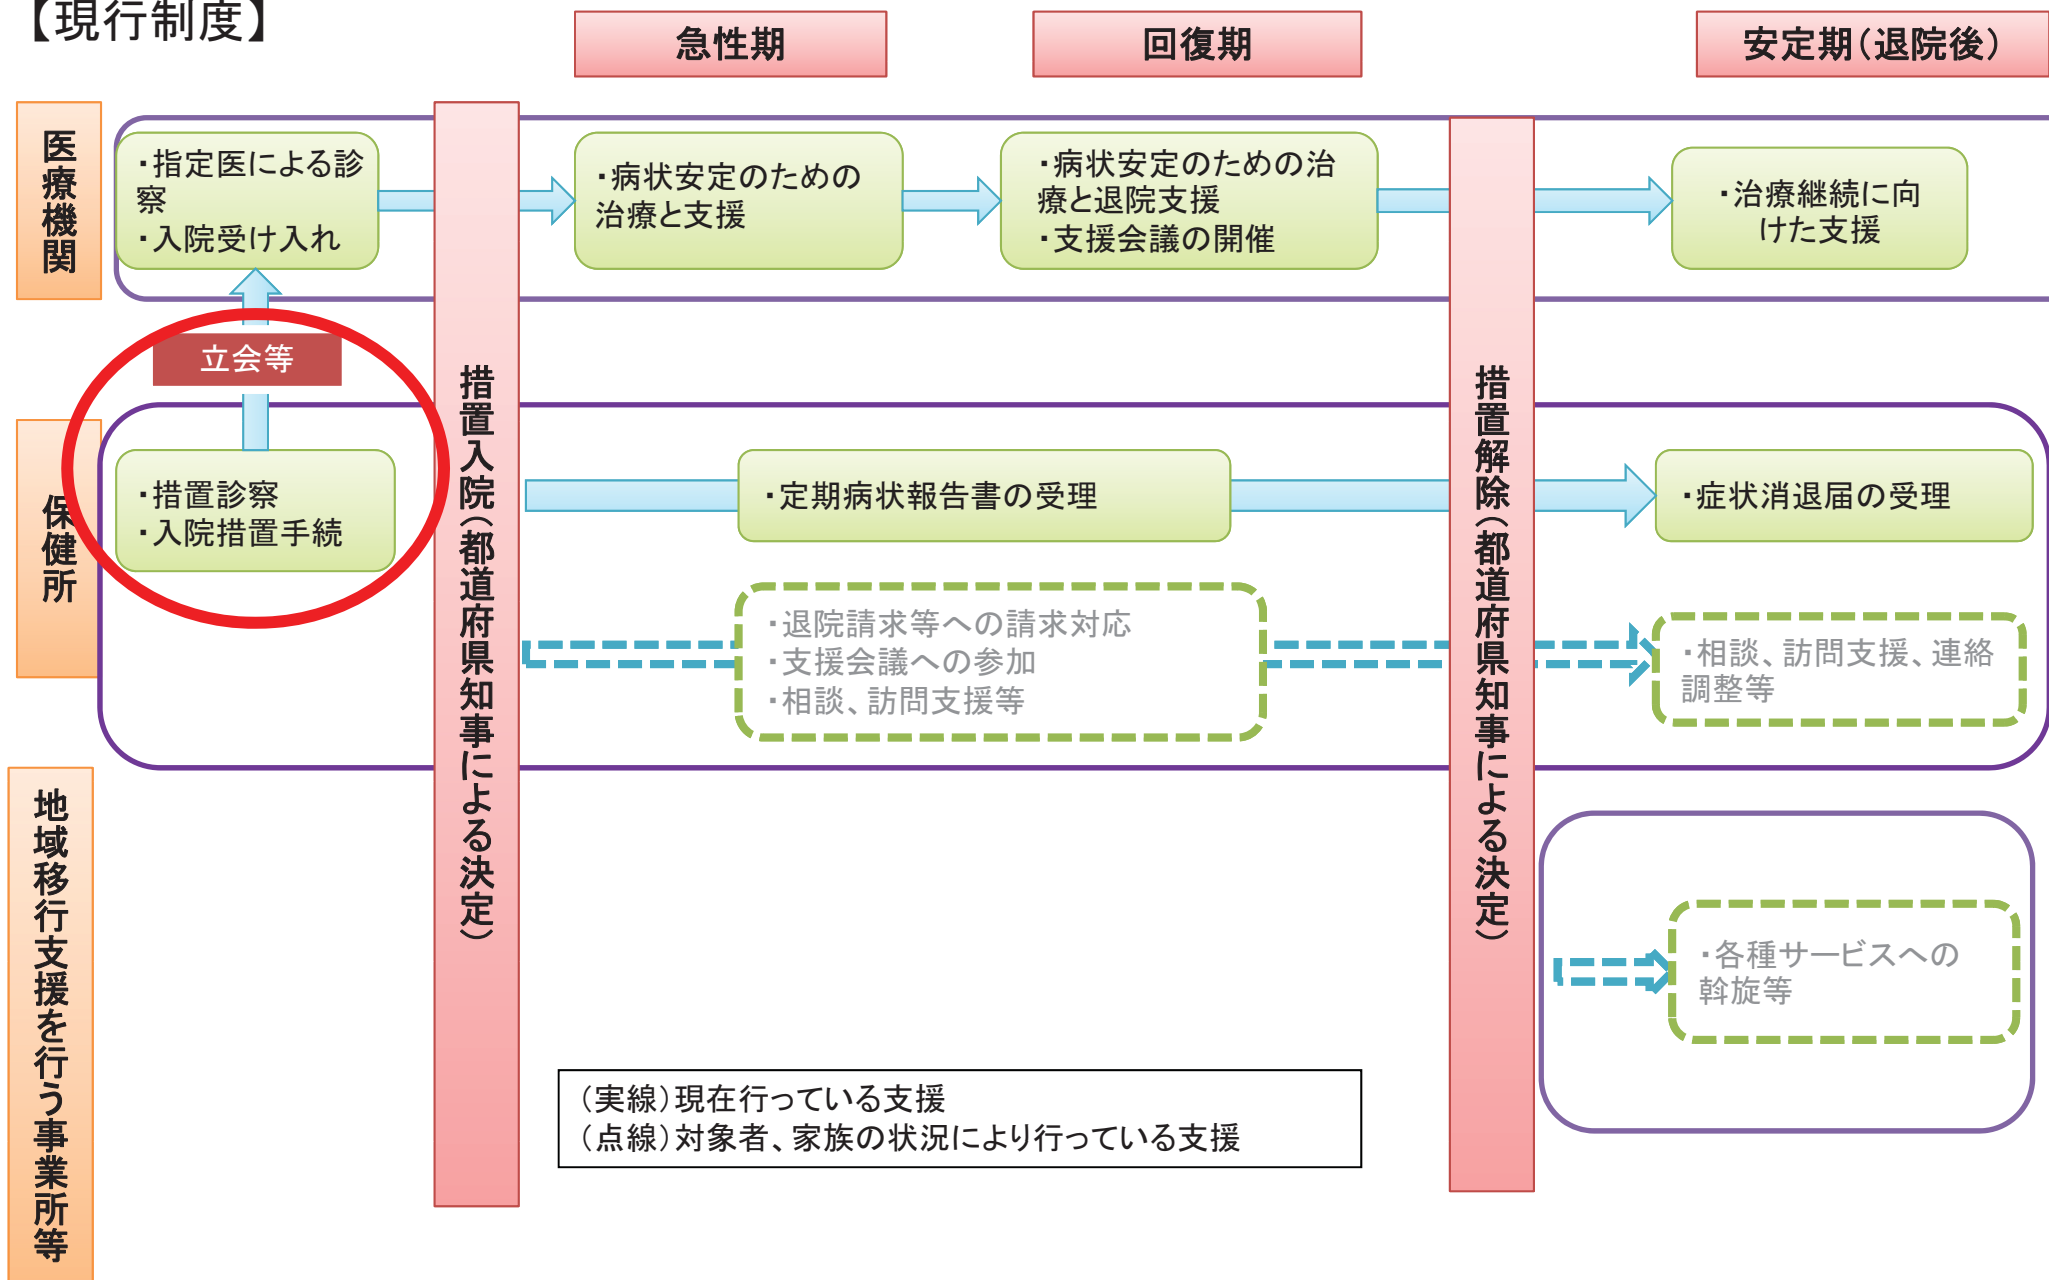 【現行制度】
急性期
回復期
安定期（退院後）
医療機関
・指定医による診
察
・入院受け入れ
・病状安定のための
治療と支援
・病状安定のための治
療と退院支援
・支援会議の開催
・治療継続に向
けた支援
立会等
措置入院（都道府県知事による決定）
措置解除（都道府県知事による決定）
保健所
・措置診察
・入院措置手続
・定期病状報告書の受理
・症状消退届の受理
・退院請求等への請求対応
・支援会議への参加
・相談、訪問支援等
・相談、訪問支援、連絡
調整等
地域移行支援を行う事業所等
・各種サービスへの
斡旋等
（実線）現在行っている支援
（点線）対象者、家族の状況により行っている支援